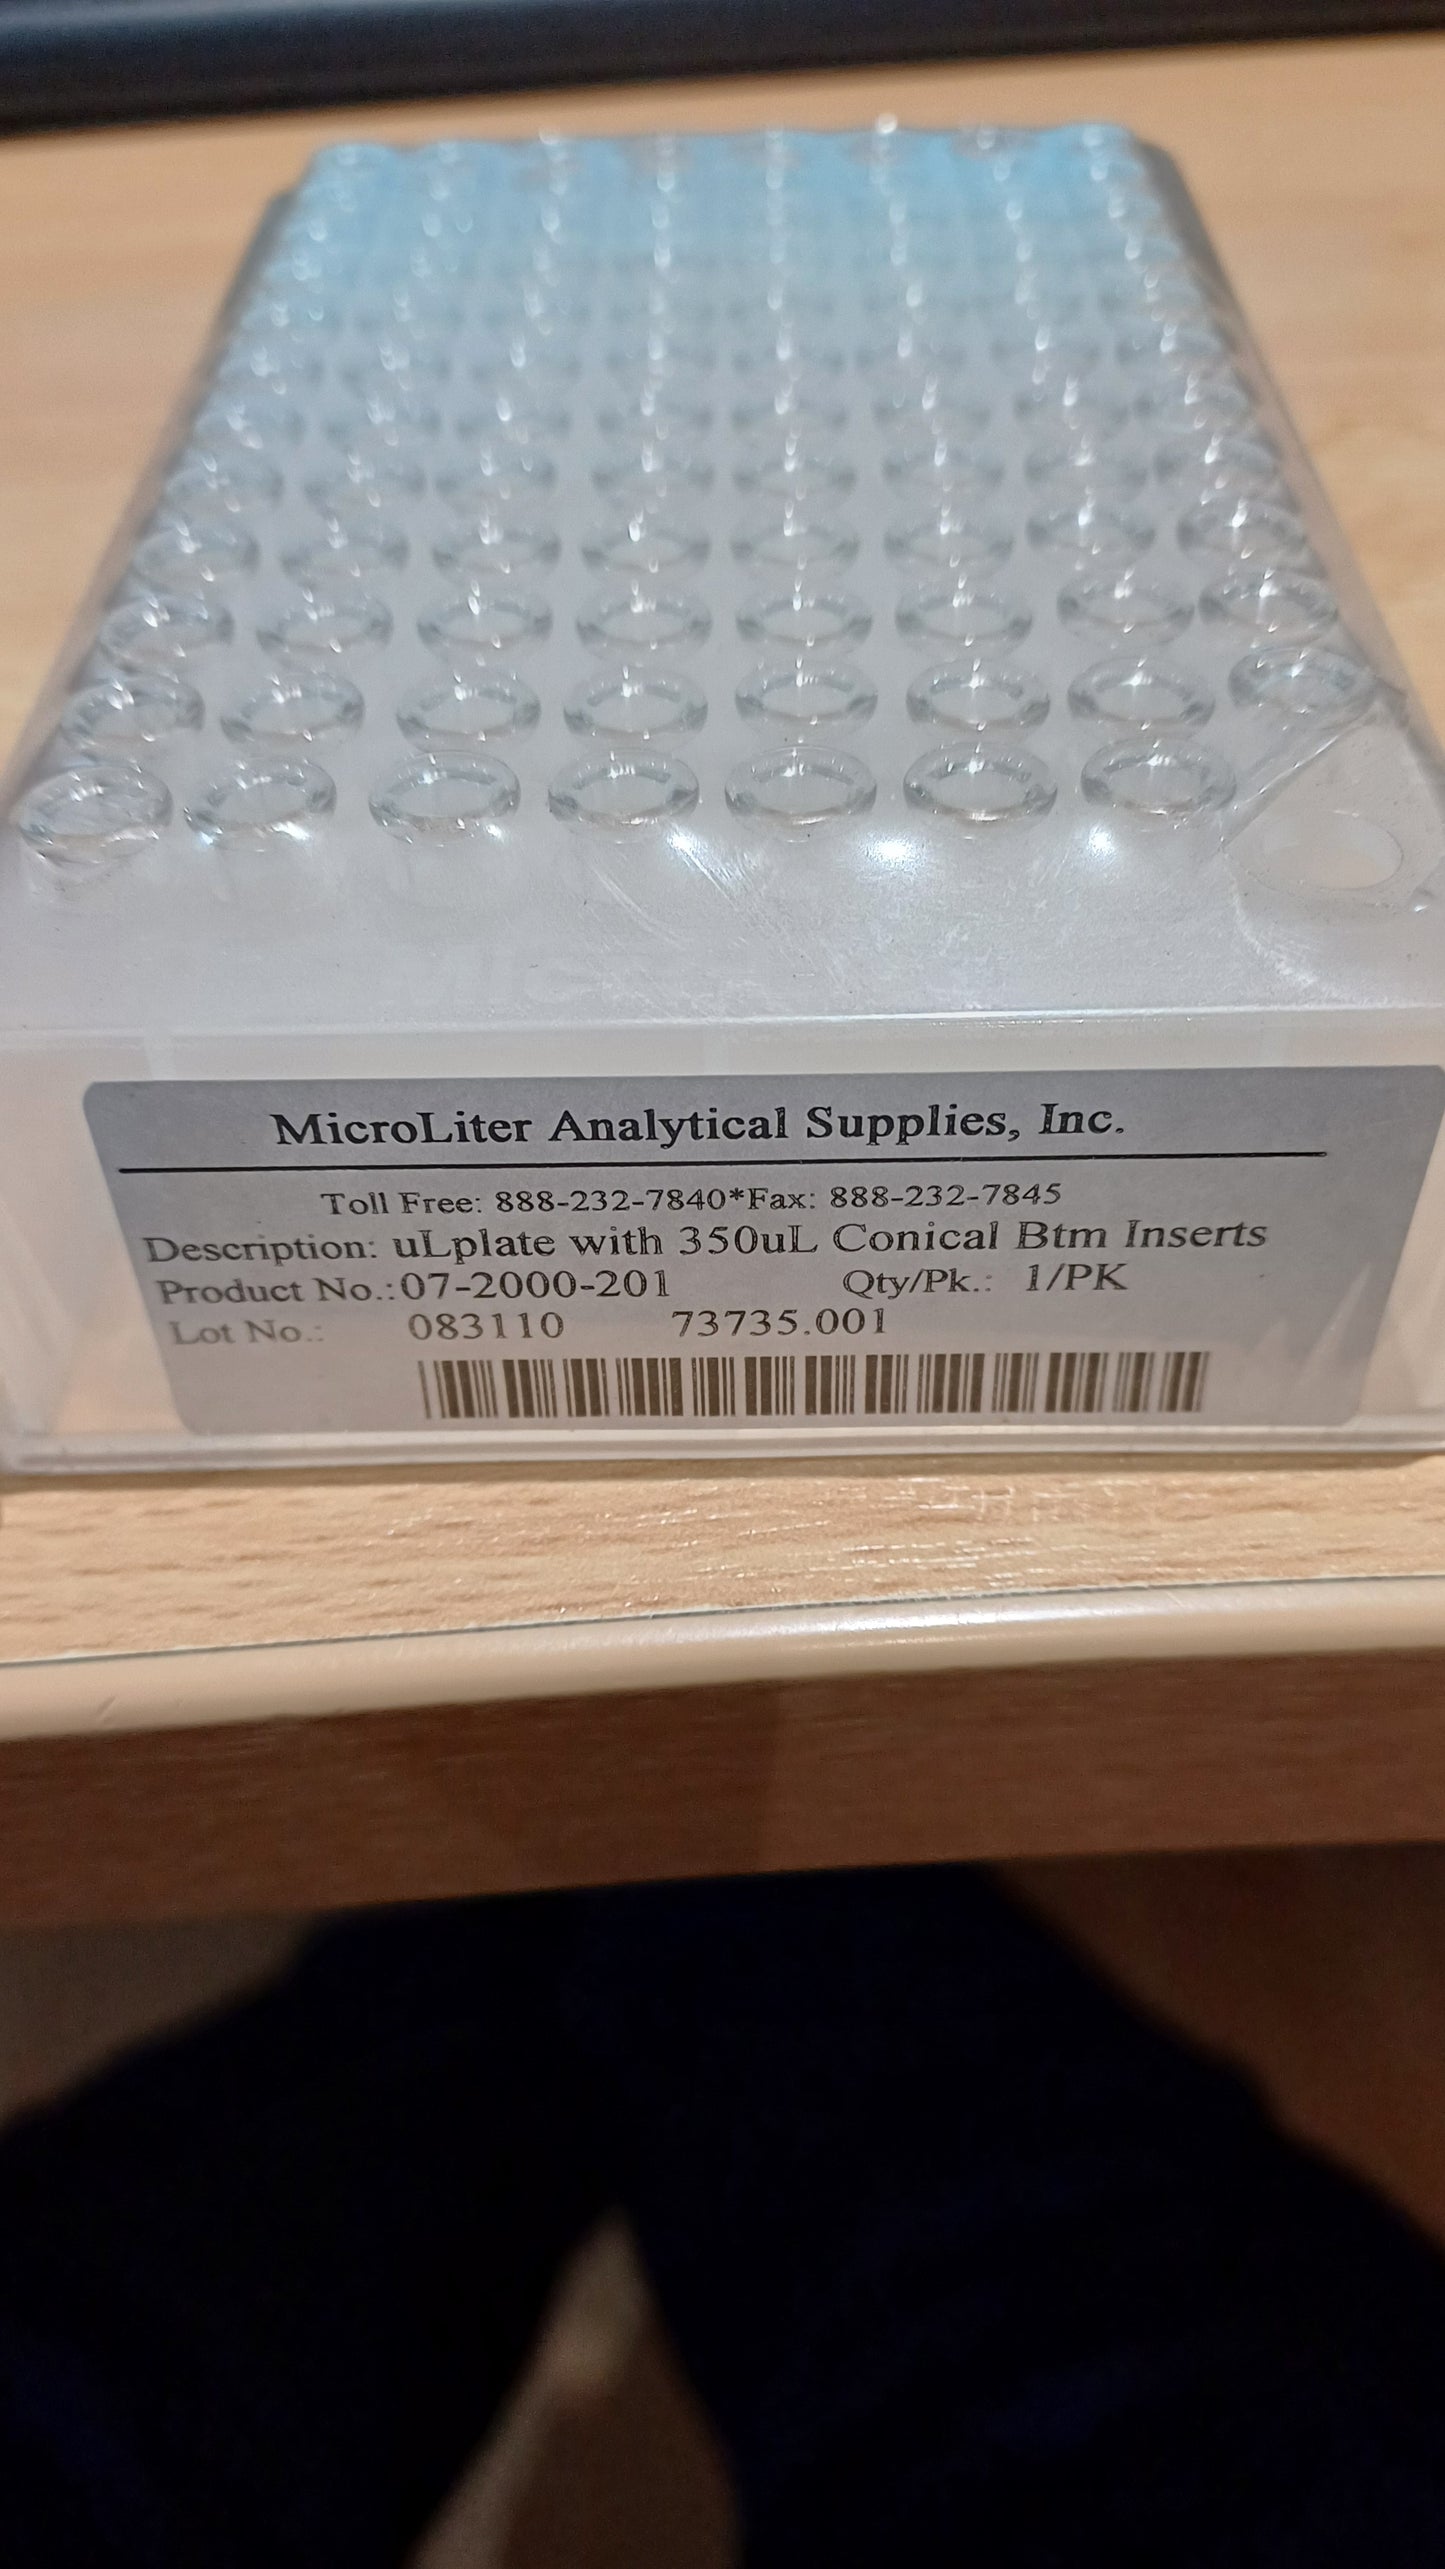 MicroLiter Analytical Supplies, Inc.
Toll Free: 888-232-7840*Fax: 888-232-7845
Description: uLplate with 350uL Conical Btm Inserts
Product No.:07-2000-201 Qty/Pk.: 1/PK
Lot No.: 083110 73735.001